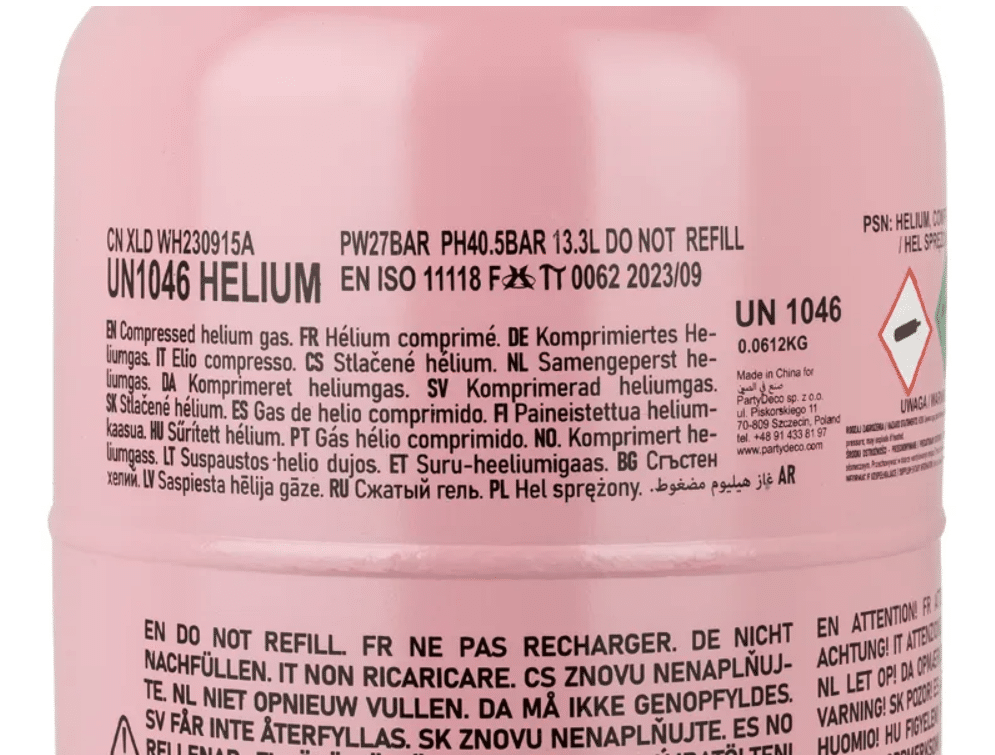 CN XLD WH230915A
PW27BAR PH40.5BAR 13.3L DO NOT REFILL
UN1046 HELIUM
EN ISO 11118 F π 0062 2023/09
EN Compressed helium gas. FR Hélium comprimé. DE Komprimiertes He-
liumgas. IT Elio compresso. CS Stlačené hélium. NL Samengeperst he-
liumgas. DA Komprimeret heliumgas. SV Komprimerad heliumgas.
SK Stlačené hélium. ES Gas de helio comprimido. FI Paineistettua helium-
kaasua. HU Sűrített hélium. PT Gás hélio comprimido. NO. Komprimert he-
liumgass. LT Suspaustos helio dujos. ET Suru-heeliumigaas. BG Сгъстен
хелий. LV Saspiesta hēlija gāze. RU Сжатый гель. PL Hel sprężony. غاز هيليوم مضغوط. AR
UN 1046
0.0612KG
Made in China for
صنع في الصين
PartyDeco sp. z o.o.
ul. Piskorskiego 11
70-809 Szczecin, Poland
tel. +48 91 433 81 97
www.partydeco.com
PSN: HELIUM,
/ HEL
UWAGA /
EN DO NOT REFILL. FR NE PAS RECHARGER. DE NICHT
NACHFÜLLEN. IT NON RICARICARE. CS ZNOVU NENAPLŇUJ-
TE. NL NIET OPNIEUW VULLEN. DA MÅ IKKE GENOPFYLDES.
SV FÅR INTE ÅTERFYLLAS. SK ZNOVU NENAPLŇUJTE. ES NO
EN ATTENTION! FR
ACHTUNG! IT
NL LET OP! DA
VARNING! SK
HUOMIO! HU